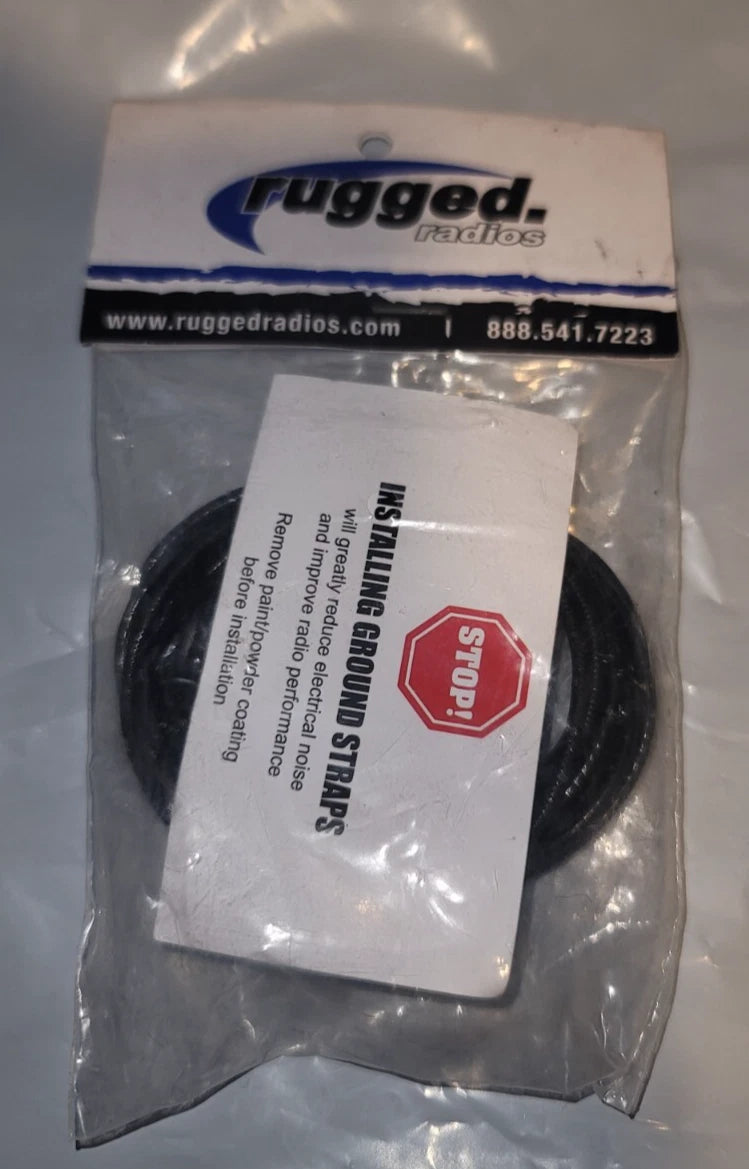 rugged.
radios
www.ruggedradios.com | 888.541.7223
STOP!
INSTALLING GROUND STRAPS
will greatly reduce electrical noise
and improve radio performance
Remove paint/powder coating
before installation